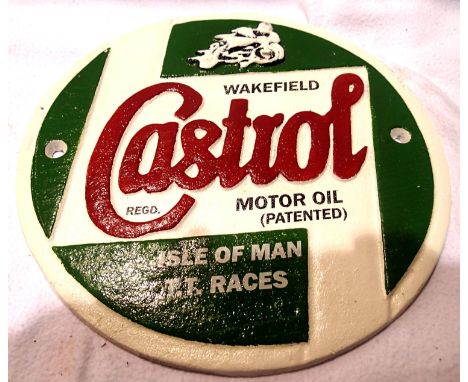 WAKEFIELD
Castrol
REGD.
MOTOR OIL
(PATENTED)
ISLE OF MAN
T.T. RACES